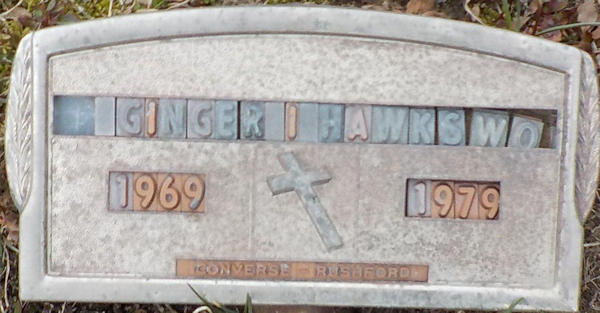 GINGER I HAWKSWO
1969 1979
CONVERSE RUSHFORD